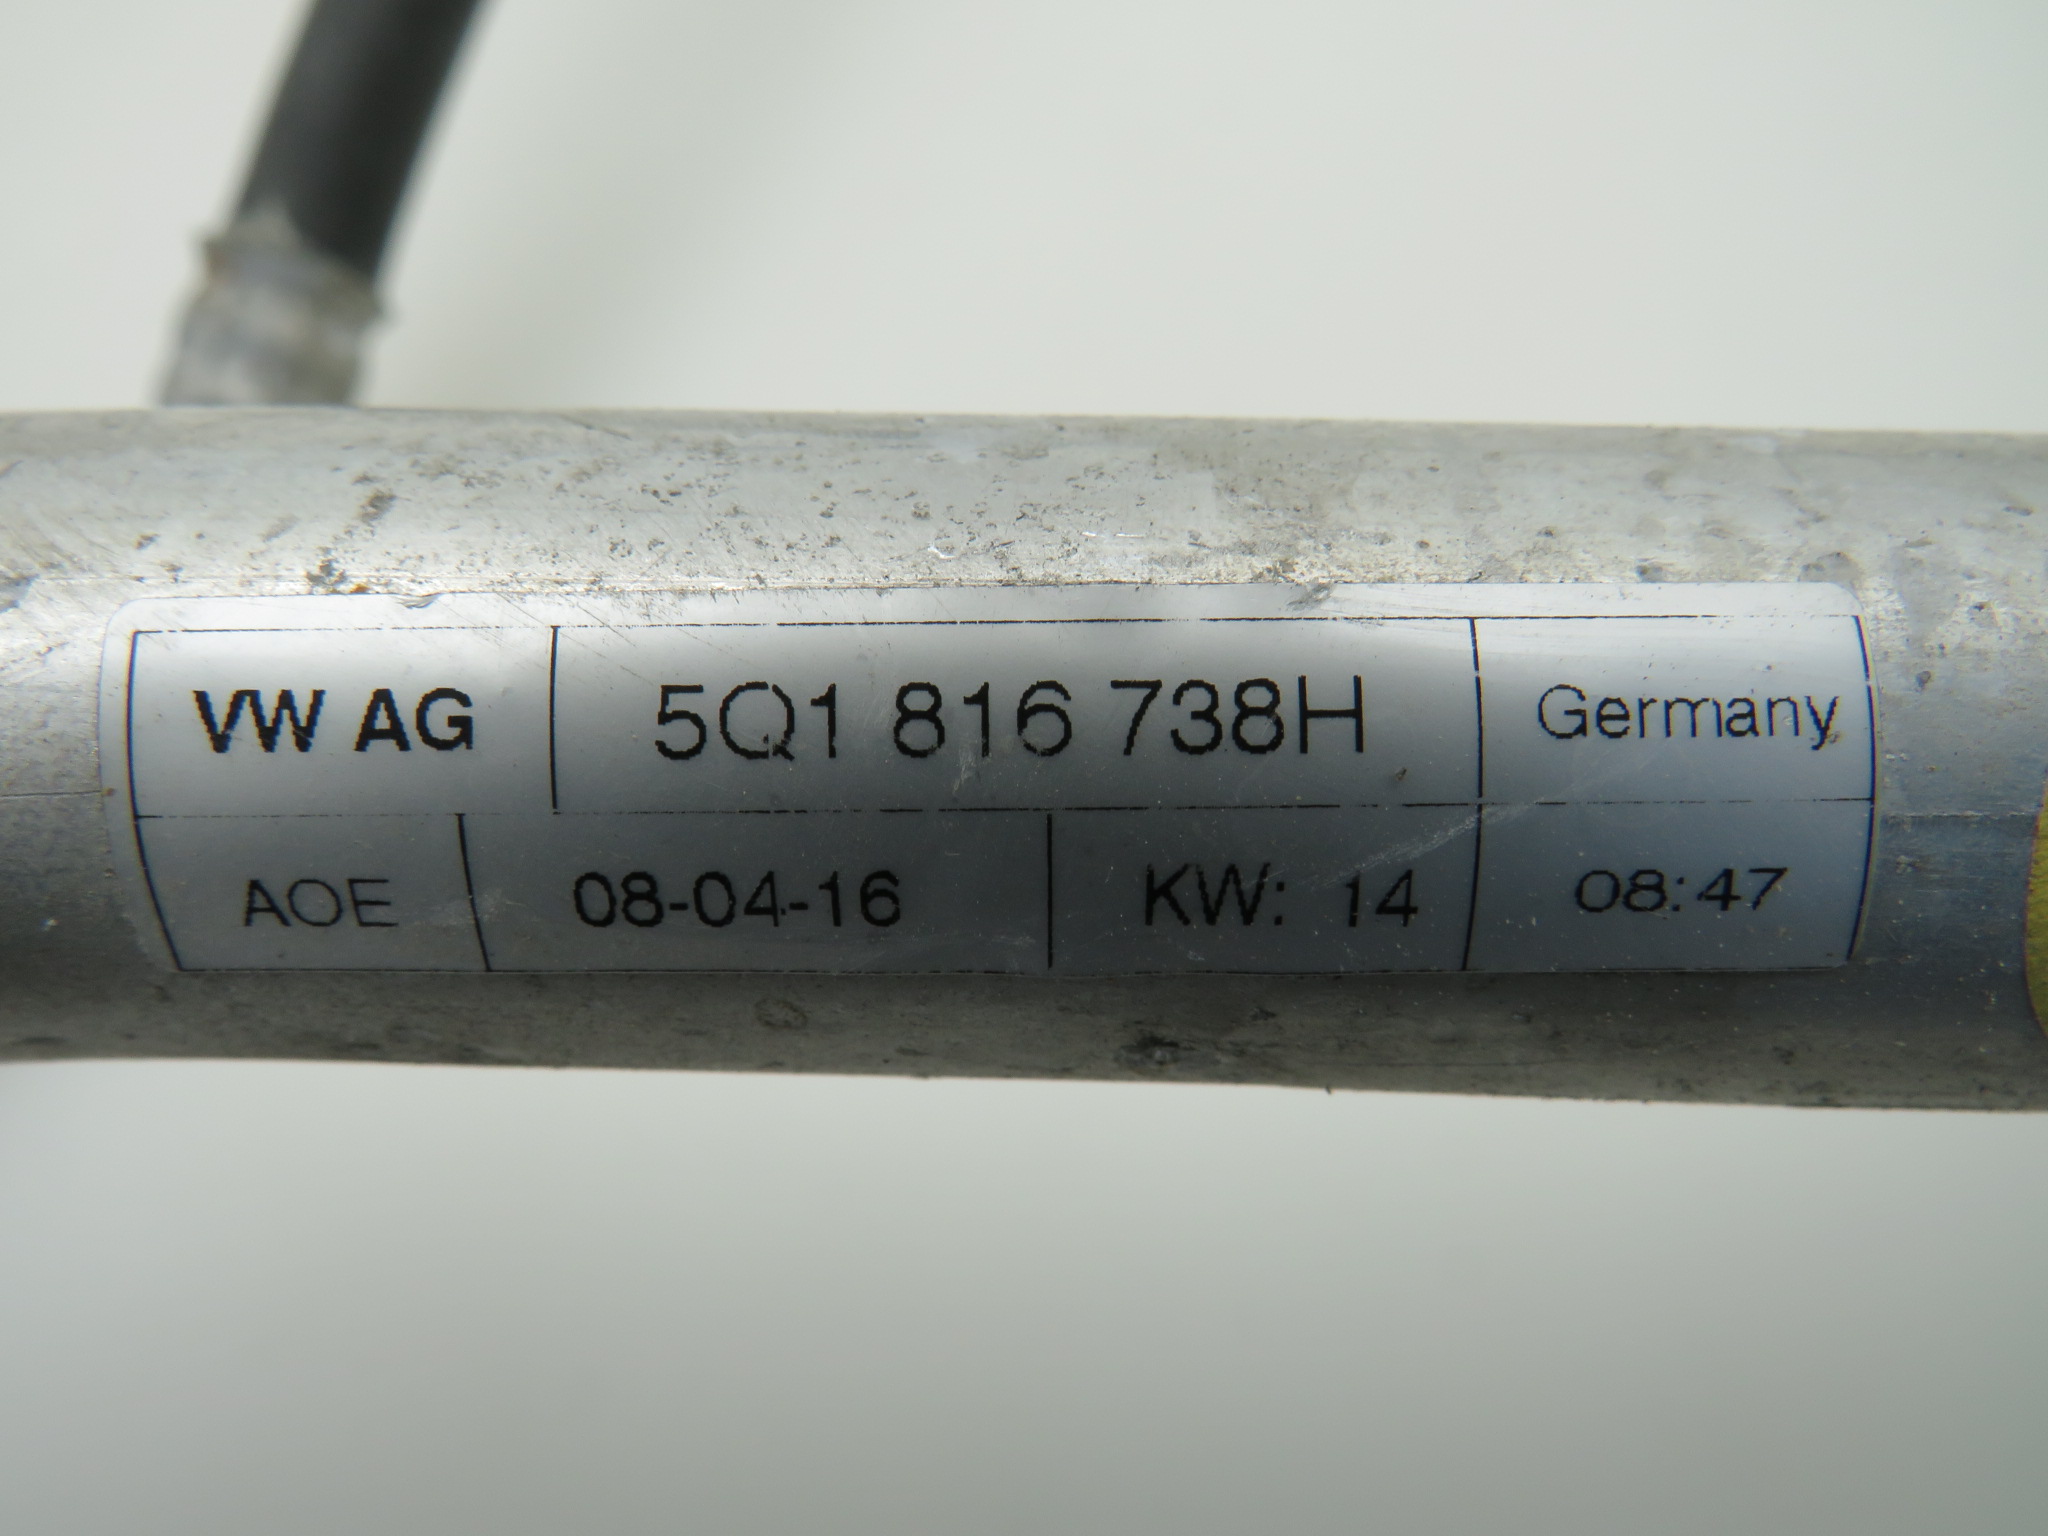 VW AG 5Q1 816 738H Germany
AOE 08-04-16 KW: 14 08:47